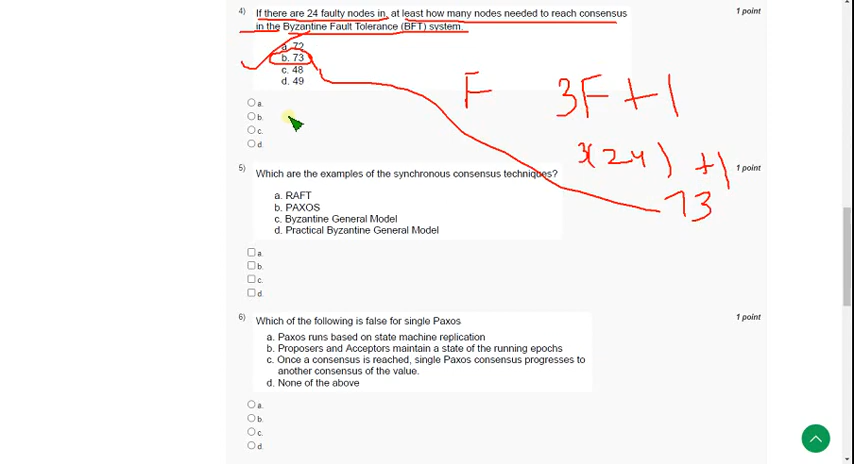 4) If there are 24 faulty nodes in, at least how many nodes needed to reach consensus 1 point
in the Byzantine Fault Tolerance (BFT) system.
a. 72
b. 73
c. 48
d. 49
F 3F + 1
3(24) + 1
73
a.
b.
c.
d.
5) Which are the examples of the synchronous consensus techniques? 1 point
a. RAFT
b. PAXOS
c. Byzantine General Model
d. Practical Byzantine General Model
a.
b.
c.
d.
6) Which of the following is false for single Paxos 1 point
a. Paxos runs based on state machine replication
b. Proposers and Acceptors maintain a state of the running epochs
c. Once a consensus is reached, single Paxos consensus progresses to
another consensus of the value.
d. None of the above
a.
b.
c.
d.